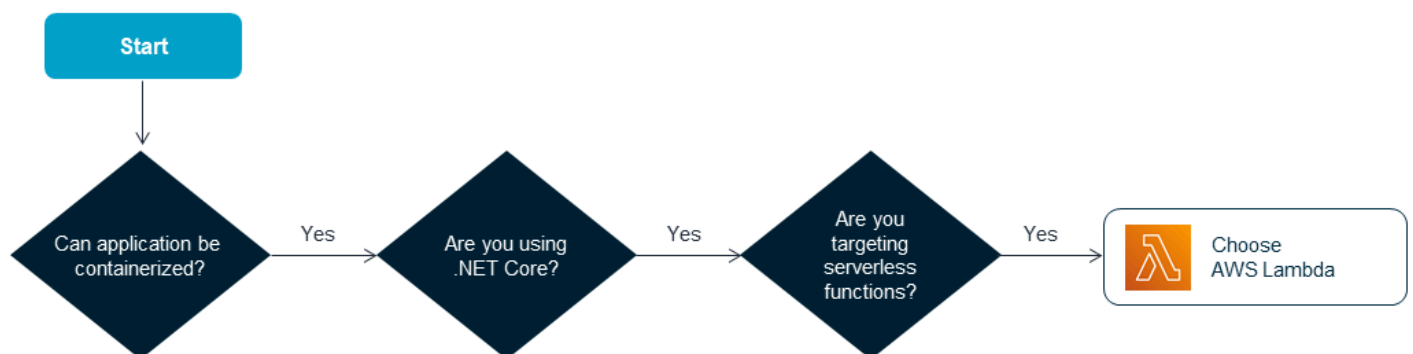 Start
Can application be
containerized?
Yes
Are you using
.NET Core?
Yes
Are you
targeting
serverless
functions?
Yes
Choose
AWS Lambda